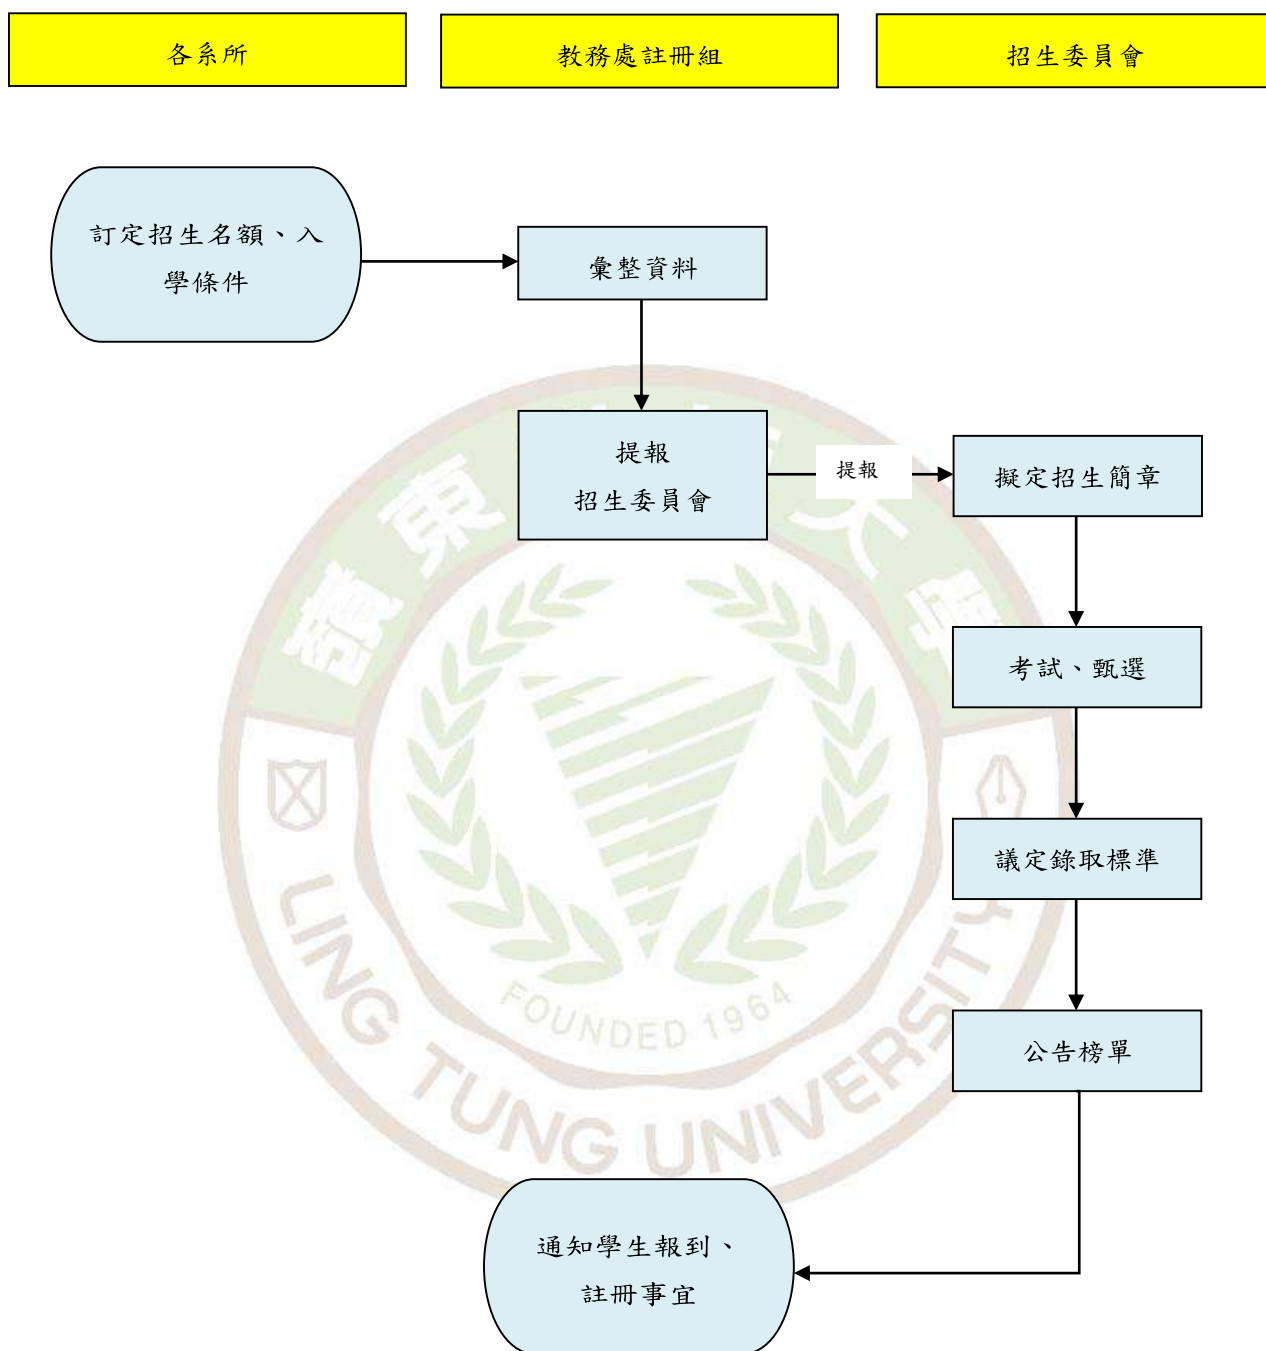 各系所
教務處註冊組
招生委員會
訂定招生名額、入
學條件
彙整資料
提報
招生委員會
提報
擬定招生簡章
考試、甄選
議定錄取標準
公告榜單
通知學生報到、
註冊事宜
FOUNDED 1964
LING TUNG UNIVERSITY